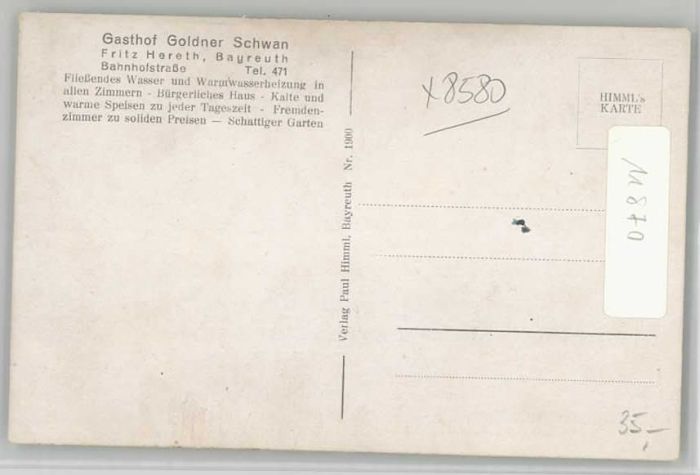 Gasthof Goldner Schwan
Fritz Hereth, Bayreuth
Bahnhofstraße Tel. 471
Fließendes Wasser und Warmwasserheizung in
allen Zimmern - Bürgerliches Haus - Kalte und
warme Speisen zu jeder Tageszeit - Fremden-
zimmer zu soliden Preisen — Schattiger Garten
Verlag Paul Himml, Bayreuth Nr. 1900
x8580
HIMML's
KARTE
11870
35,-